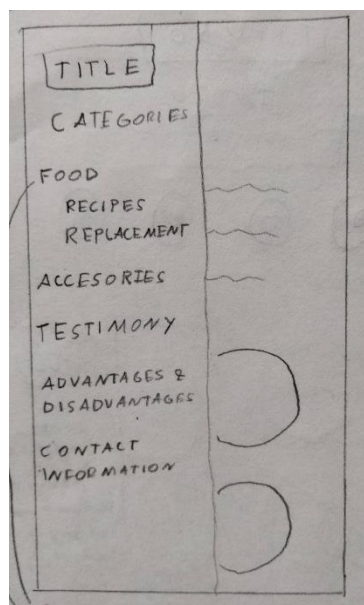 TITLE
CATEGORIES
FOOD
RECIPES
REPLACEMENT
ACCESORIES
TESTIMONY
ADVANTAGES &
DISADVANTAGES
CONTACT
INFORMATION